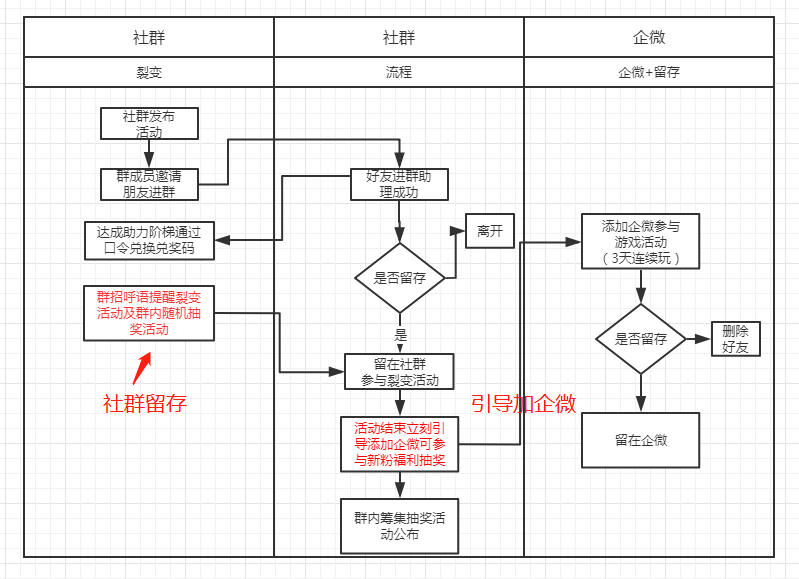 社群
社群
企微
裂变
流程
企微+留存
社群发布
活动
群成员邀请
朋友进群
达成助力阶梯通过
口令兑换兑奖码
群招呼语提醒裂变
活动及群内随机抽
奖活动
社群留存
好友进群助
理成功
离开
是否留存
是
留在社群
参与裂变活动
引导加企微
活动结束立刻引
导添加企微可参
与新粉福利抽奖
群内筹集抽奖活
动公布
添加企微参与
游戏活动
（3天连续玩）
是否留存
删除
好友
留在企微